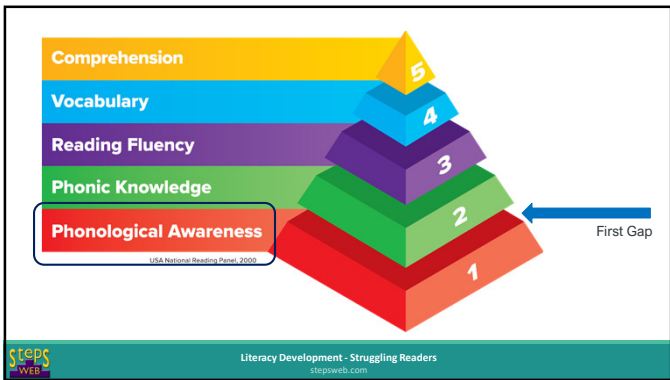 Comprehension
5
Vocabulary
4
Reading Fluency
3
Phonic Knowledge
2
First Gap
Phonological Awareness
1
USA National Reading Panel, 2000
steps
WEB
Literacy Development - Struggling Readers
stepsweb.com